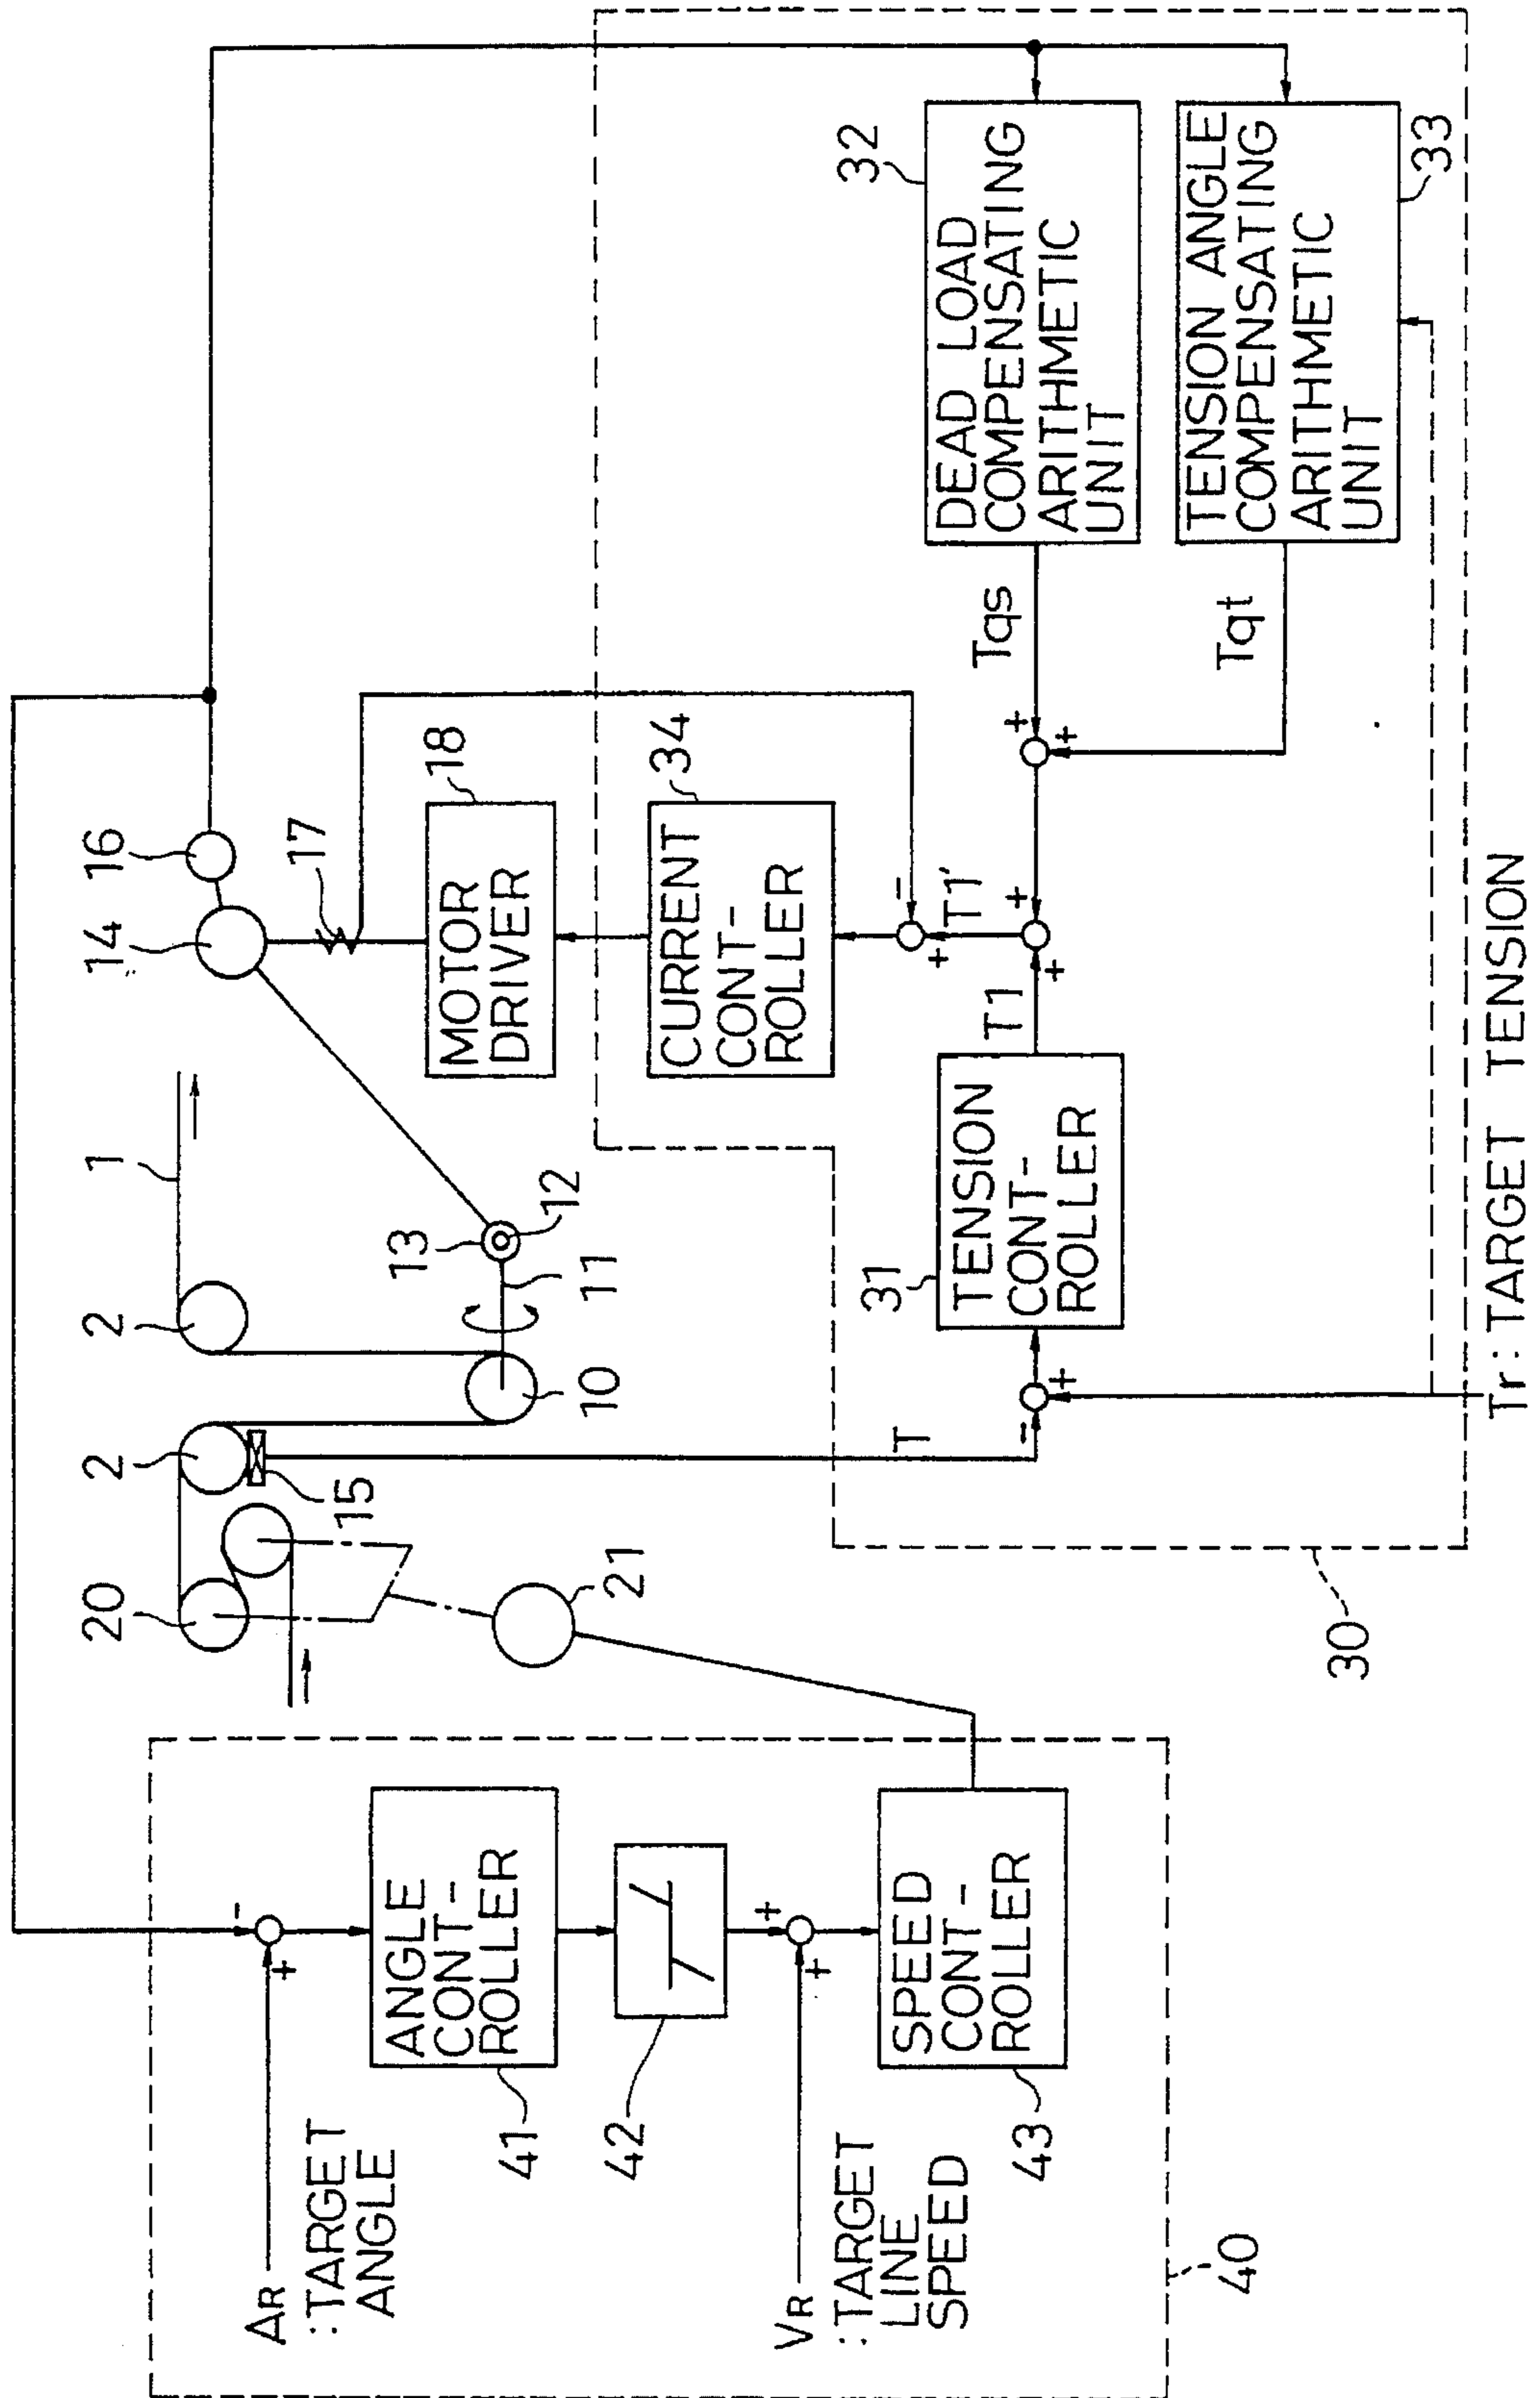 1
2
2
20
15
10
11
12
13
14
16
17
MOTOR
DRIVER
18
21
AR
:TARGET
ANGLE
+
-
ANGLE
CONT-
ROLLER
41
42
+
+
VR
:TARGET
LINE
SPEED
SPEED
CONT-
ROLLER
43
40
CURRENT
CONT-
ROLLER
34
-
+
T1'
T
-
+
TENSION
CONT-
ROLLER
31
T1
+
+
+
+
Tqs
Tqt
DEAD LOAD
COMPENSATING
ARITHMETIC
UNIT
32
TENSION ANGLE
COMPENSATING
ARITHMETIC
UNIT
33
30
Tr:TARGET TENSION